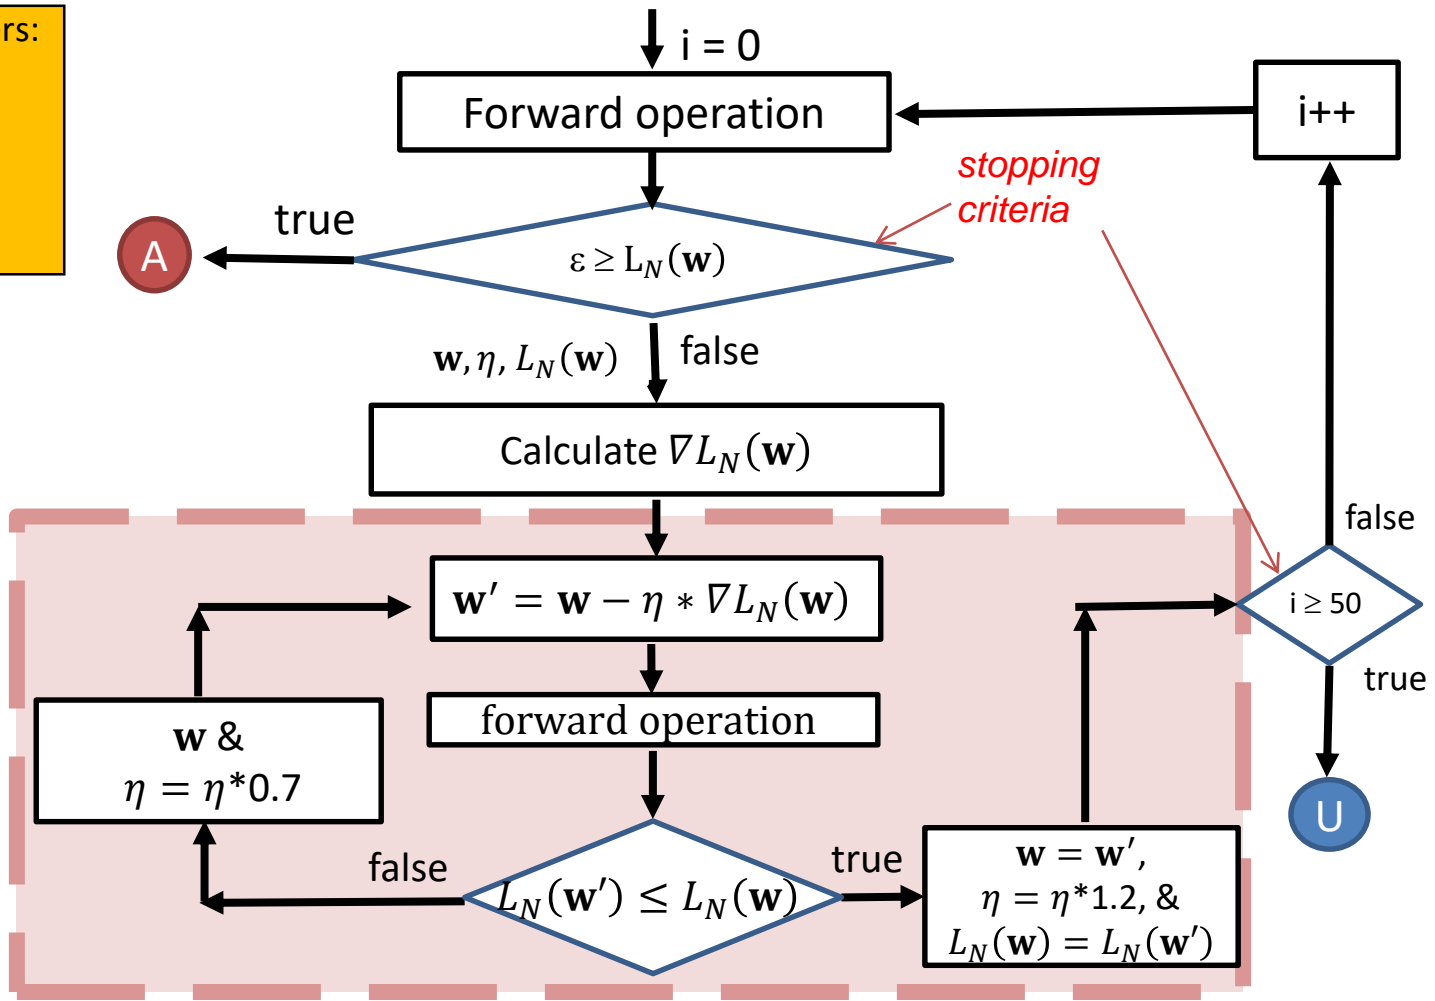 rs:
i = 0
Forward operation
i++
stopping
criteria
true
A
ε ≥ L_N(𝐰)
𝐰, η, L_N(𝐰)
false
Calculate ∇L_N(𝐰)
false
𝐰′ = 𝐰 − η ∗ ∇L_N(𝐰)
i ≥ 50
true
forward operation
𝐰 &
η = η*0.7
U
false
true
L_N(𝐰′) ≤ L_N(𝐰)
𝐰 = 𝐰′,
η = η*1.2, &
L_N(𝐰) = L_N(𝐰′)